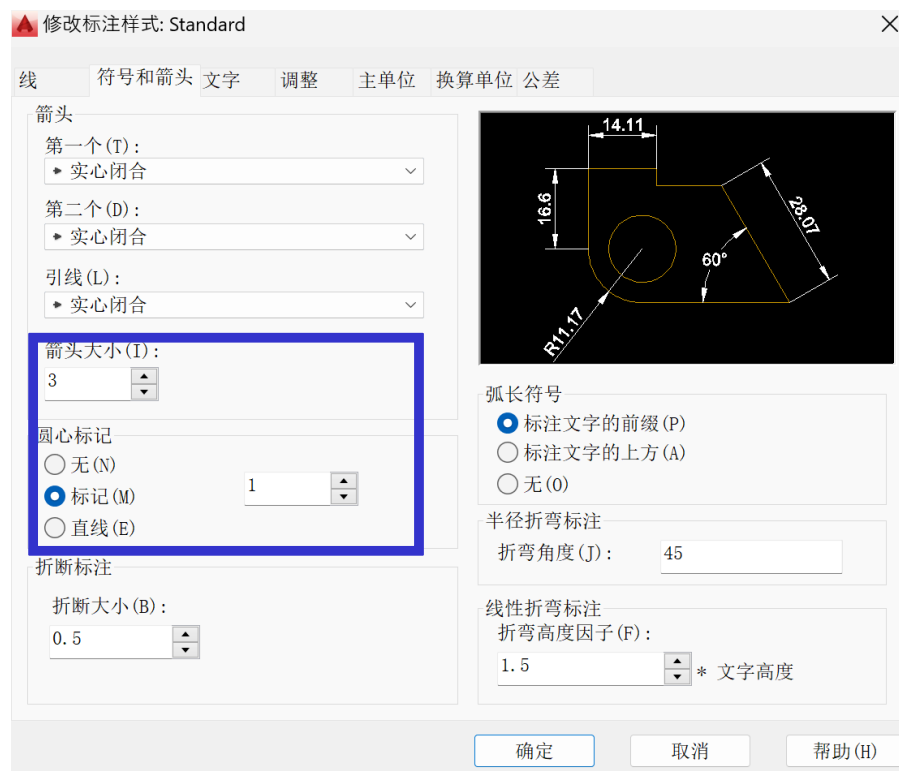 修改标注样式: Standard
线 符号和箭头 文字 调整 主单位 换算单位 公差
箭头
第一个(T):
实心闭合
第二个(D):
实心闭合
引线(L):
实心闭合
箭头大小(I):
3
圆心标记
无(N)
标记(M)
1
直线(E)
折断标注
折断大小(B):
0.5
14.11
16.6
28.07
60°
R11.17
弧长符号
标注文字的前缀(P)
标注文字的上方(A)
无(O)
半径折弯标注
折弯角度(J): 45
线性折弯标注
折弯高度因子(F):
1.5 * 文字高度
确定 取消 帮助(H)